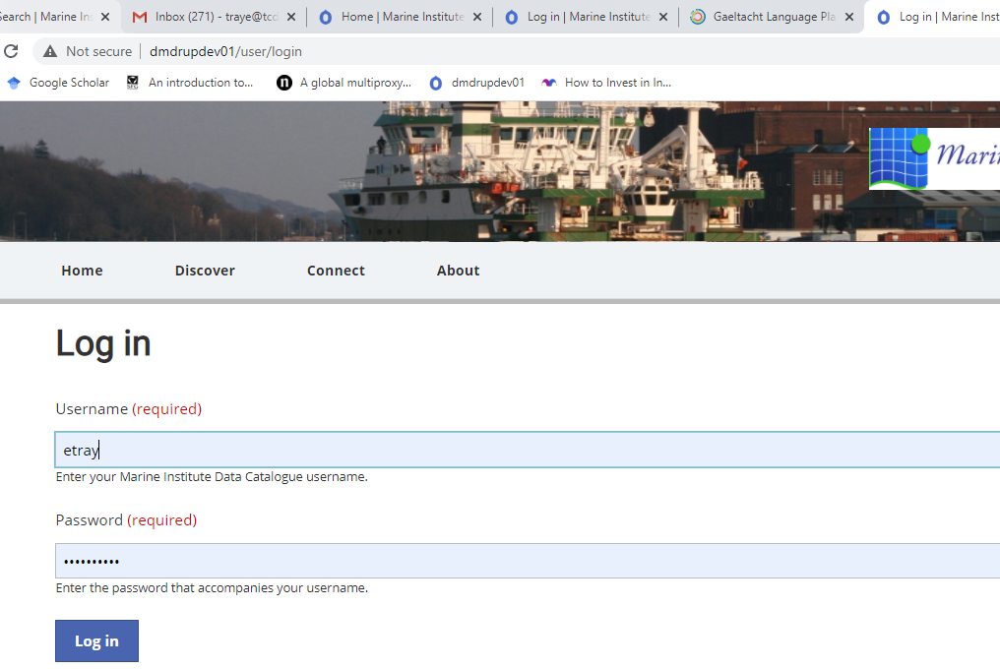 Search | Marine In
Inbox (271) - traye@tcd
Home | Marine Institute
Log in | Marine Institute
Gaeltacht Language Pla
Log in | Marine Inst
Not secure
dmdrupdev01/user/login
Google Scholar
An introduction to...
A global multiproxy...
dmdrupdev01
How to Invest in In...
Marin
Home
Discover
Connect
About
Log in
Username (required)
etray
Enter your Marine Institute Data Catalogue username.
Password (required)
••••••••••
Enter the password that accompanies your username.
Log in